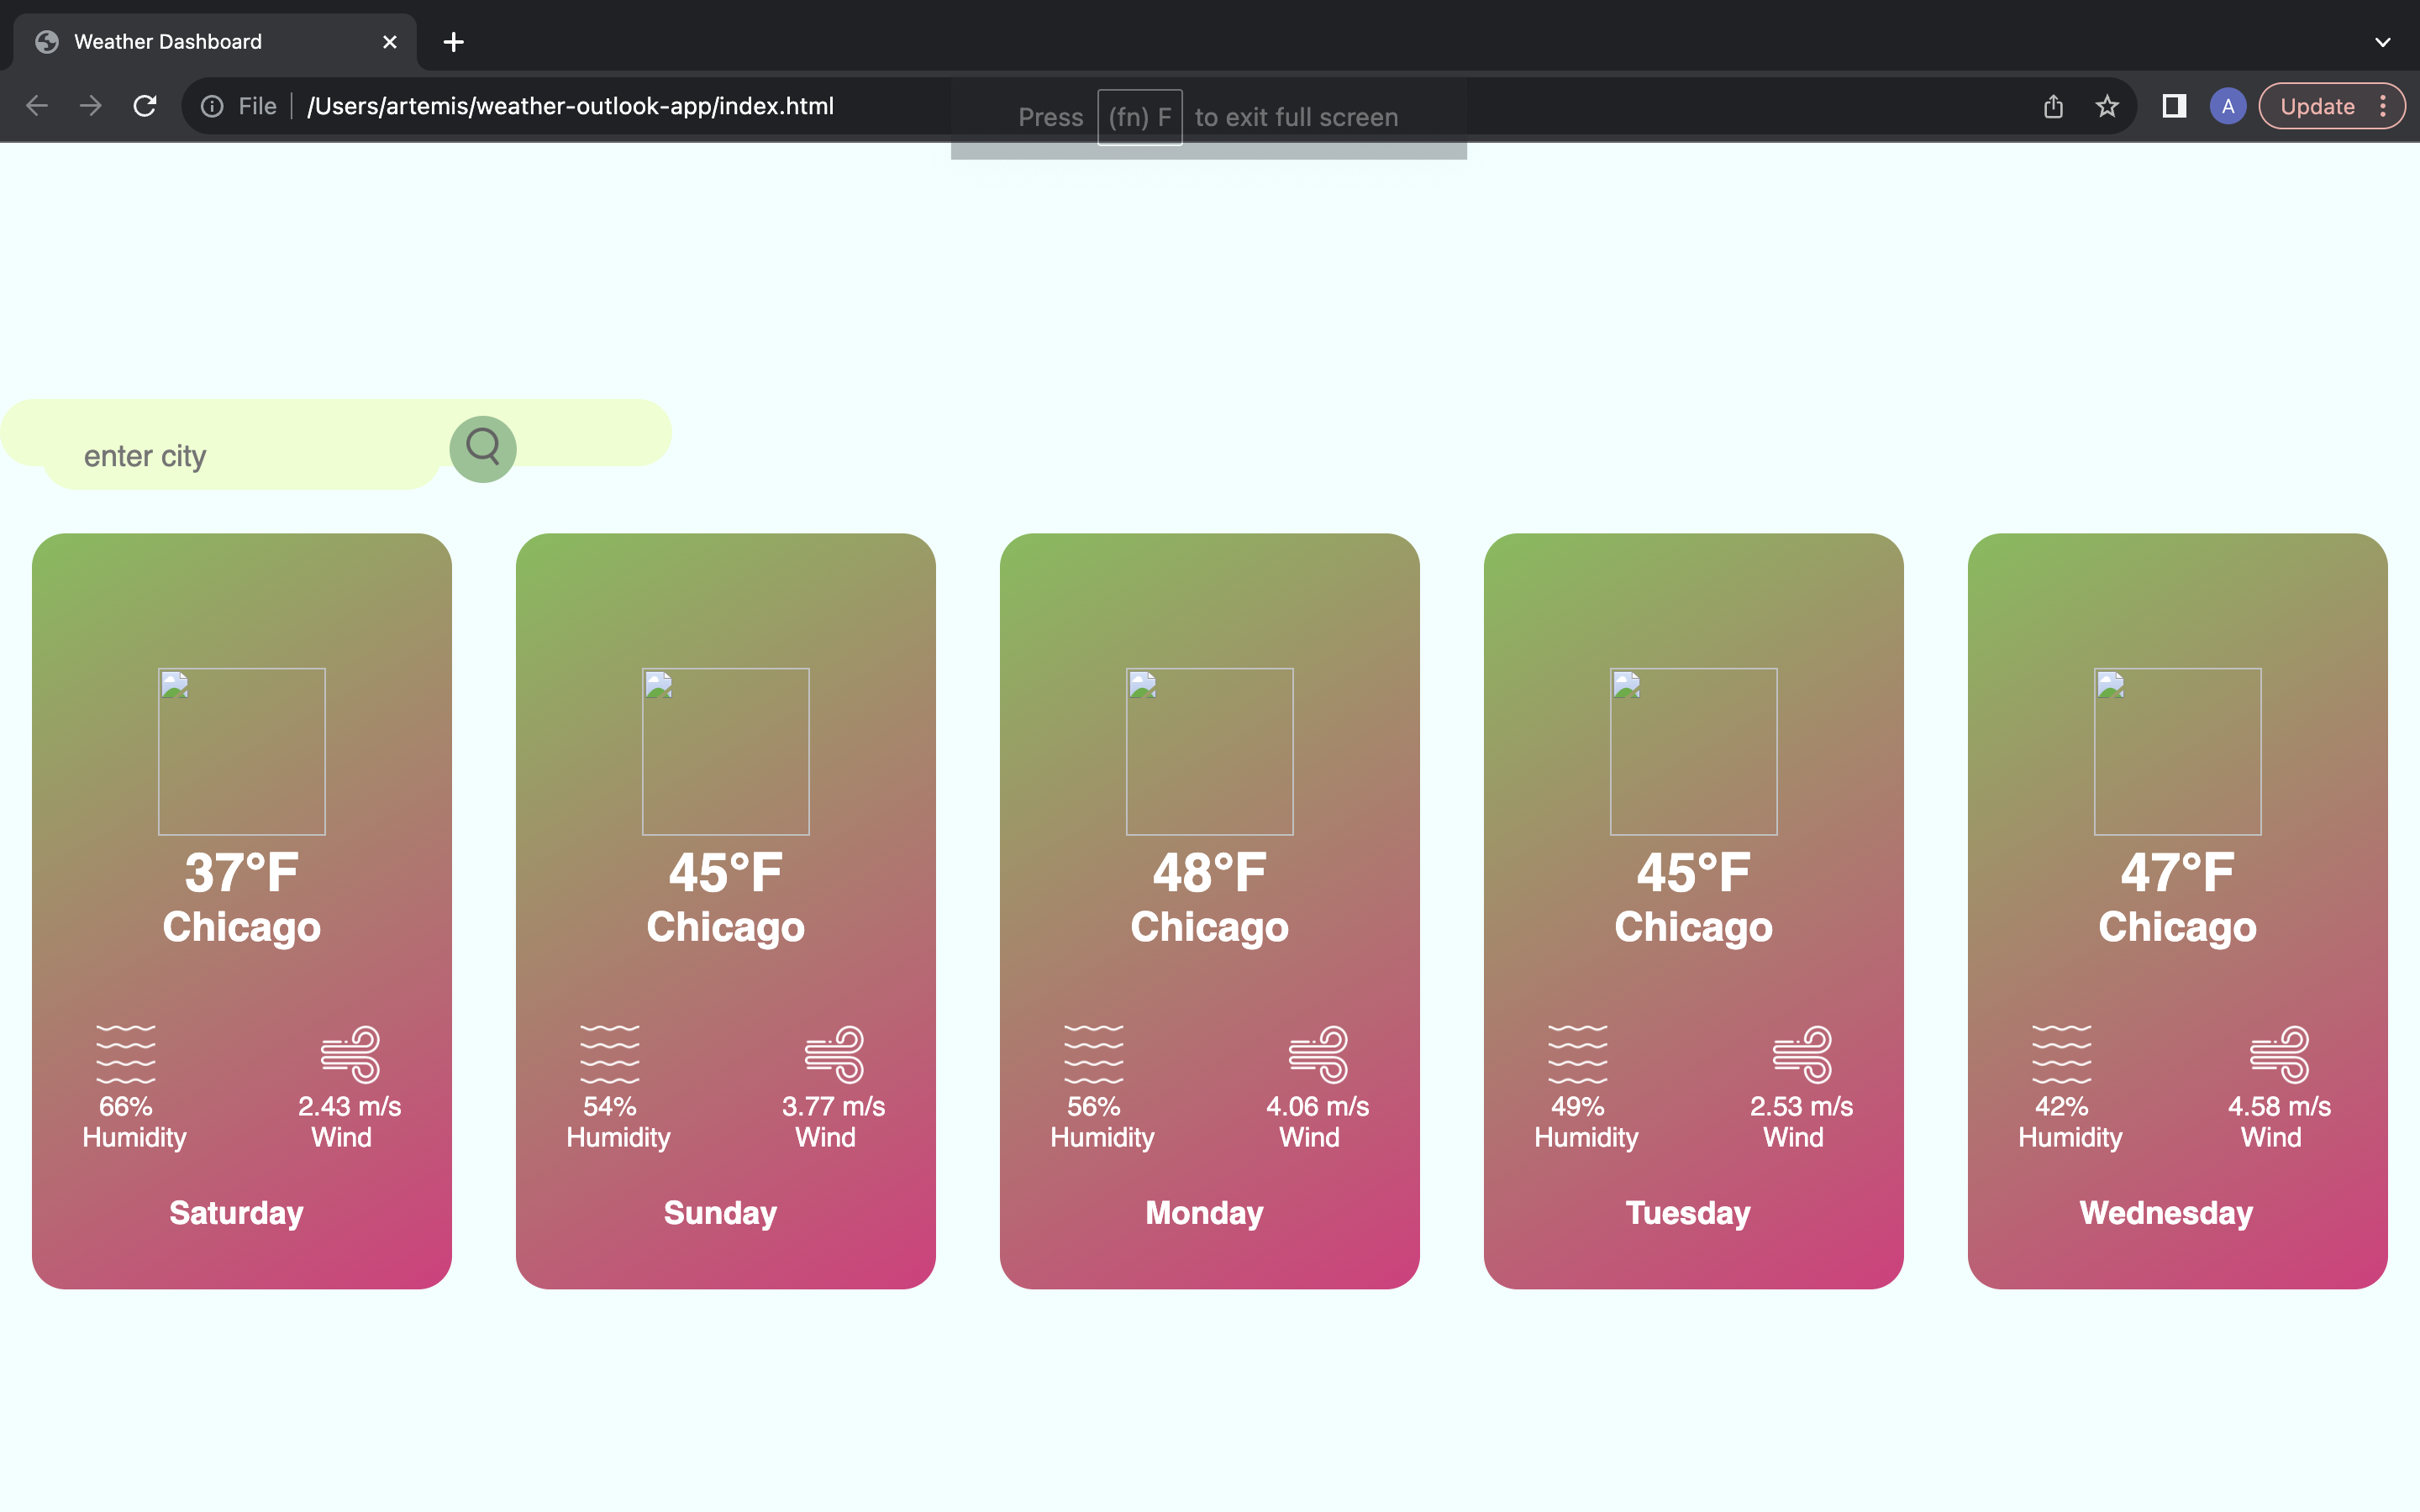 Weather Dashboard
File /Users/artemis/weather-outlook-app/index.html
Press (fn) F to exit full screen
A
Update
enter city
37°F
Chicago
66%
Humidity
2.43 m/s
Wind
Saturday
45°F
Chicago
54%
Humidity
3.77 m/s
Wind
Sunday
48°F
Chicago
56%
Humidity
4.06 m/s
Wind
Monday
45°F
Chicago
49%
Humidity
2.53 m/s
Wind
Tuesday
47°F
Chicago
42%
Humidity
4.58 m/s
Wind
Wednesday